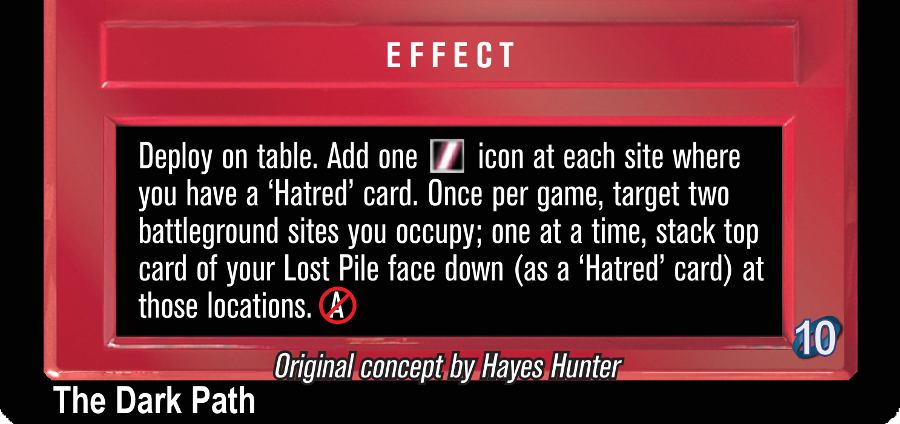 EFFECT
Deploy on table. Add one icon at each site where
you have a ‘Hatred’ card. Once per game, target two
battleground sites you occupy; one at a time, stack top
card of your Lost Pile face down (as a ‘Hatred’ card) at
those locations. A
10
Original concept by Hayes Hunter
The Dark Path